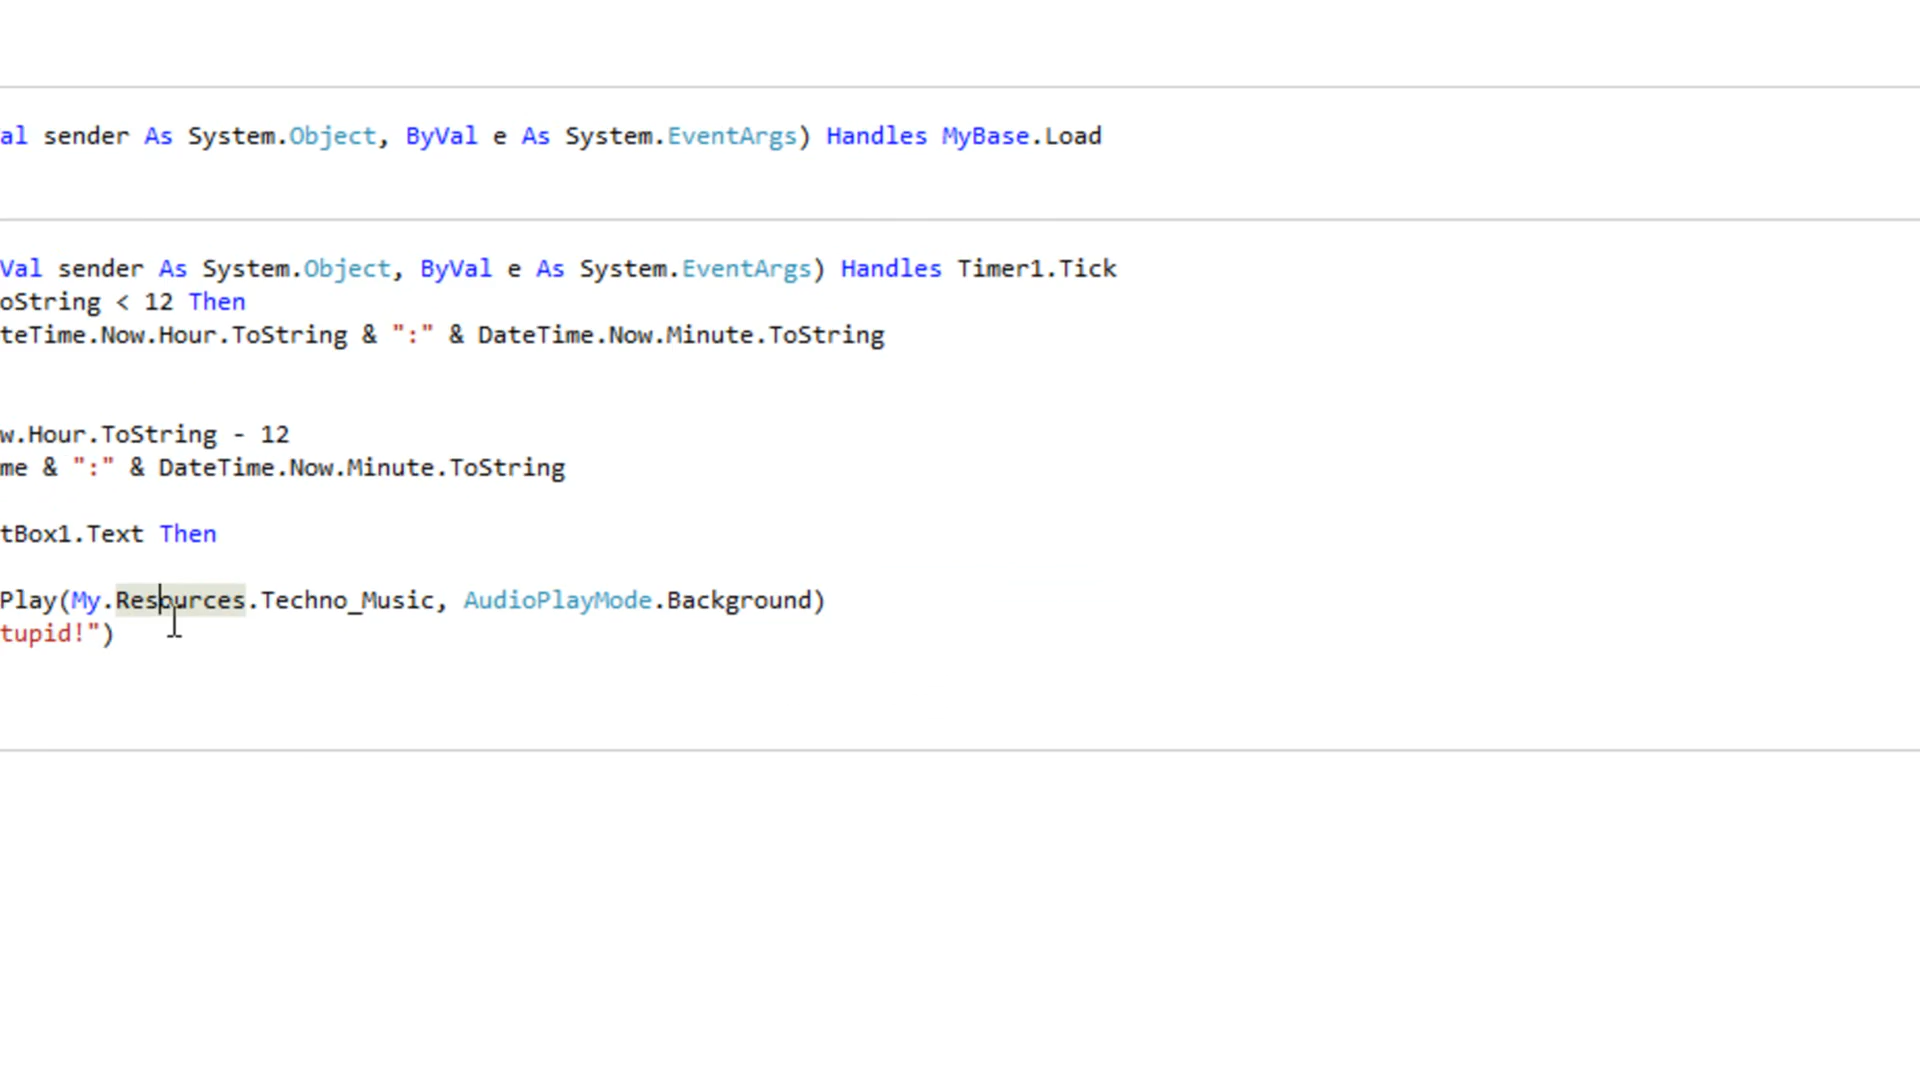 al sender As System.Object, ByVal e As System.EventArgs) Handles MyBase.Load
Val sender As System.Object, ByVal e As System.EventArgs) Handles Timer1.Tick
oString < 12 Then
teTime.Now.Hour.ToString & ":" & DateTime.Now.Minute.ToString
w.Hour.ToString - 12
me & ":" & DateTime.Now.Minute.ToString
tBox1.Text Then
Play(My.Resources.Techno_Music, AudioPlayMode.Background)
tupid!")